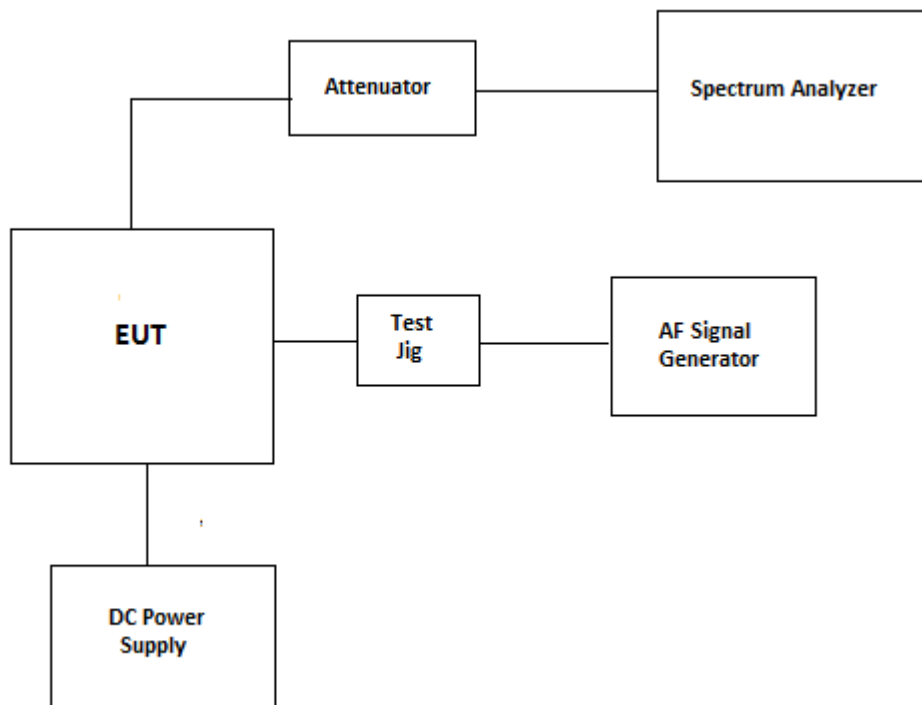 Attenuator
Spectrum Analyzer
EUT
Test
Jig
AF Signal
Generator
DC Power
Supply